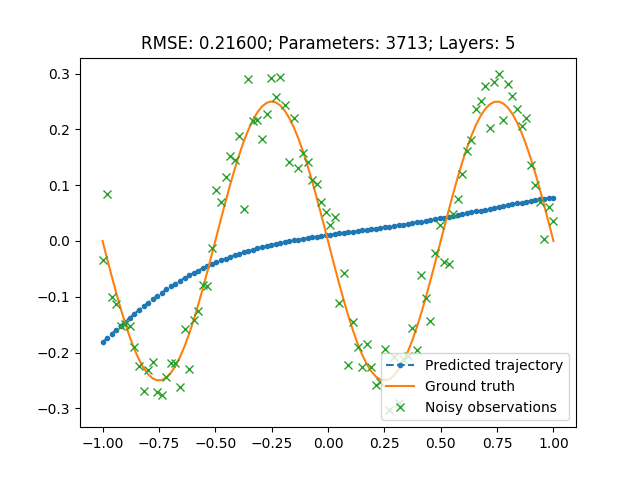 RMSE: 0.21600; Parameters: 3713; Layers: 5
0.3
0.2
0.1
0.0
−0.1
−0.2
−0.3
Predicted trajectory
Ground truth
Noisy observations
−1.00 −0.75 −0.50 −0.25 0.00 0.25 0.50 0.75 1.00